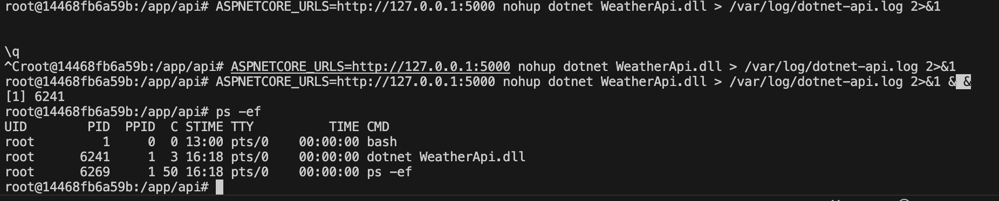 root@14468fb6a59b:/app/api# ASPNETCORE_URLS=http://127.0.0.1:5000 nohup dotnet WeatherApi.dll > /var/log/dotnet-api.log 2>&1
\q
^Croot@14468fb6a59b:/app/api# ASPNETCORE_URLS=http://127.0.0.1:5000 nohup dotnet WeatherApi.dll > /var/log/dotnet-api.log 2>&1
root@14468fb6a59b:/app/api# ASPNETCORE_URLS=http://127.0.0.1:5000 nohup dotnet WeatherApi.dll > /var/log/dotnet-api.log 2>&1 & &
[1] 6241
root@14468fb6a59b:/app/api# ps -ef
UID        PID  PPID  C STIME TTY          TIME CMD
root         1     0  0 13:00 pts/0    00:00:00 bash
root      6241     1  3 16:18 pts/0    00:00:00 dotnet WeatherApi.dll
root      6269     1 50 16:18 pts/0    00:00:00 ps -ef
root@14468fb6a59b:/app/api#